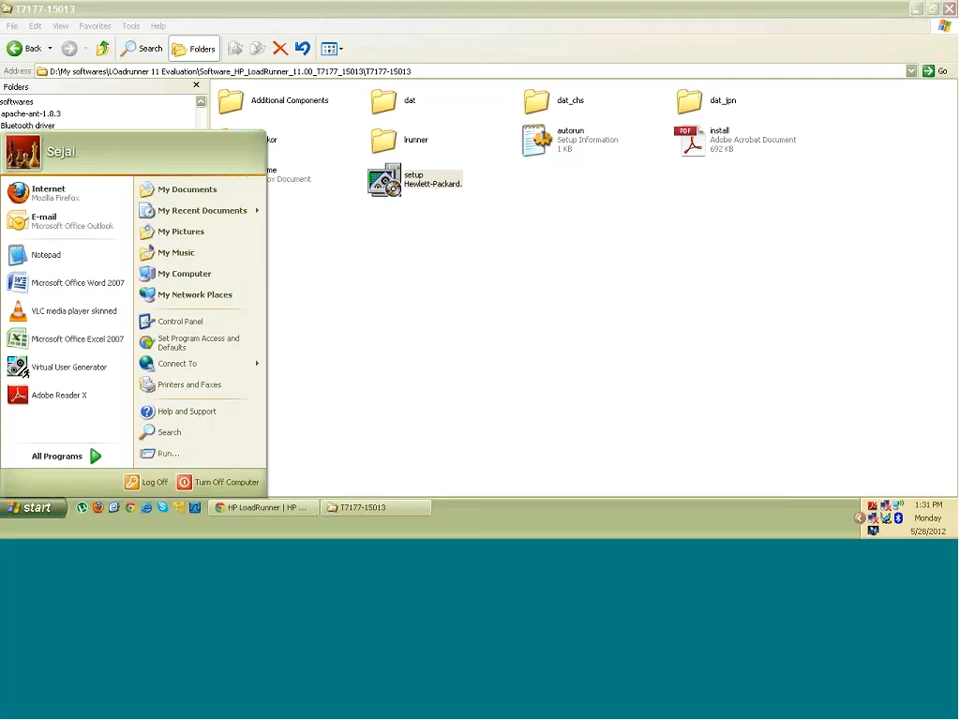 T7177-15013
File Edit View Favorites Tools Help
Back Search Folders
Address D:\My softwares\LOadrunner 11 Evaluation\Software_HP_LoadRunner_11.00_T7177_15013\T7177-15013 Go
Folders
softwares
apache-ant-1.8.3
Bluetooth driver
Additional Components
dat
dat_chs
dat_jpn
kor
lrunner
autorun
Setup Information
1 KB
install
Adobe Acrobat Document
692 KB
me
ox Document
setup
Hewlett-Packard.
Sejal
Internet
Mozilla Firefox
E-mail
Microsoft Office Outlook
Notepad
Microsoft Office Word 2007
VLC media player skinned
Microsoft Office Excel 2007
Virtual User Generator
Adobe Reader X
All Programs
My Documents
My Recent Documents
My Pictures
My Music
My Computer
My Network Places
Control Panel
Set Program Access and
Defaults
Connect To
Printers and Faxes
Help and Support
Search
Run...
Log Off Turn Off Computer
start
HP LoadRunner | HP ...
T7177-15013
1:31 PM
Monday
5/28/2012